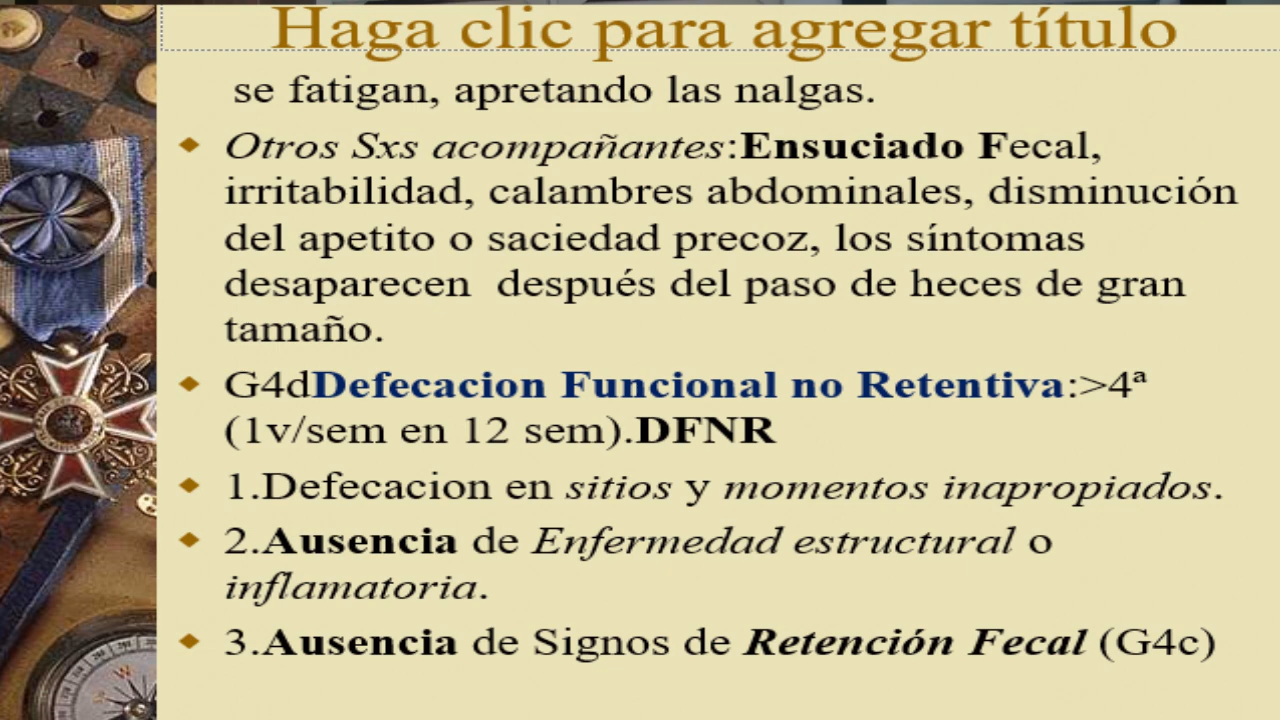 Haga clic para agregar título
se fatigan, apretando las nalgas.
Otros Sxs acompañantes:Ensuciado Fecal,
irritabilidad, calambres abdominales, disminución
del apetito o saciedad precoz, los síntomas
desaparecen después del paso de heces de gran
tamaño.
G4dDefecacion Funcional no Retentiva:>4ª
(1v/sem en 12 sem).DFNR
1.Defecacion en sitios y momentos inapropiados.
2.Ausencia de Enfermedad estructural o
inflamatoria.
3.Ausencia de Signos de Retención Fecal (G4c)